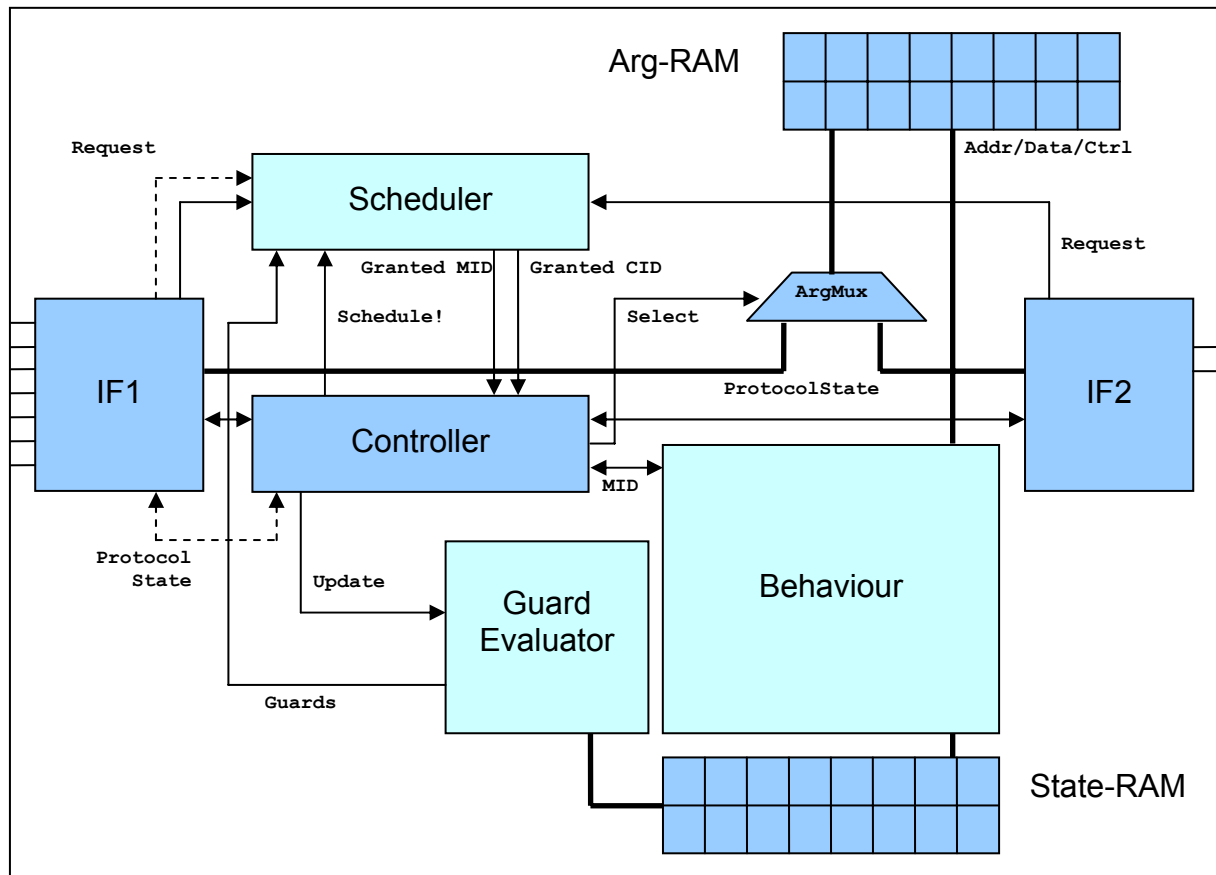 Arg-RAM
Request
Addr/Data/Ctrl
Scheduler
Request
Granted MID
Granted CID
ArgMux
Schedule!
Select
IF1
ProtocolState
IF2
Controller
MID
Protocol
State
Update
Guard
Evaluator
Behaviour
Guards
State-RAM